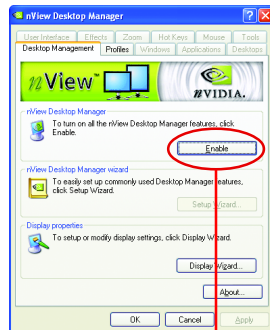 nView Desktop Manager
User Interface Effects Zoom Hot Keys Mouse Tools
Desktop Management Profiles Windows Applications Desktops
nView™
nVIDIA.
nView Desktop Manager
To turn on all the nView Desktop Manager features, click
Enable.
Enable
nView Desktop Manager wizard
To easily set up commonly used Desktop Manager features,
click Setup Wizard.
Setup Wizard...
Display properties
To setup or modify display settings, click Display Wizard.
Display Wizard...
About...
OK Cancel Apply